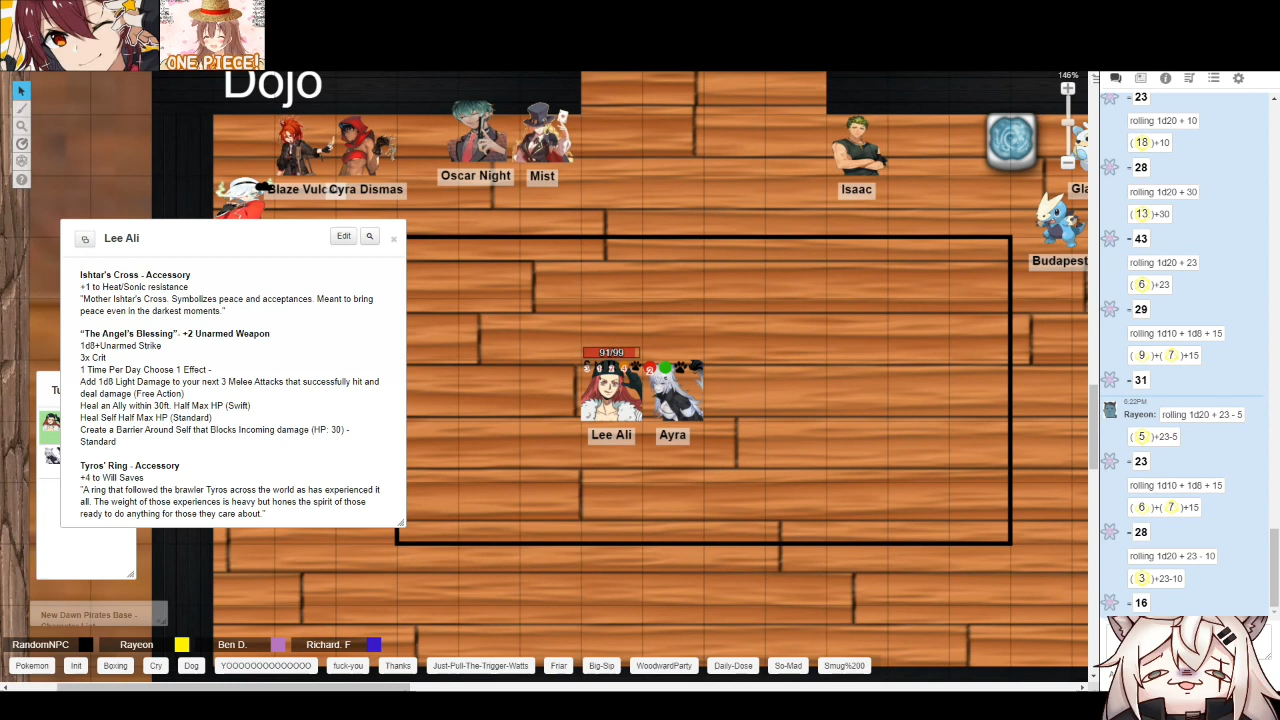 ONE PIECE!
Dojo
146%
Blaze Vulc
Cyra Dismas
Oscar Night
Mist
Isaac
Gla
Budapest
Lee Ali
Edit
Ishtar's Cross - Accessory
+1 to Heat/Sonic resistance
"Mother Ishtar's Cross. Symbolizes peace and acceptances. Meant to bring
peace even in the darkest moments."
“The Angel's Blessing”- +2 Unarmed Weapon
1d8+Unarmed Strike
3x Crit
1 Time Per Day Choose 1 Effect -
Add 1d8 Light Damage to your next 3 Melee Attacks that successfully hit and
deal damage (Free Action)
Heal an Ally within 30ft. Half Max HP (Swift)
Heal Self Half Max HP (Standard)
Create a Barrier Around Self that Blocks Incoming damage (HP: 30) -
Standard
Tyros' Ring - Accessory
+4 to Will Saves
"A ring that followed the brawler Tyros across the world as has experienced it
all. The weight of those experiences is heavy but hones the spirit of those
ready to do anything for those they care about."
Tu
91/99
Lee Ali
Ayra
New Dawn Pirates Base -
Character List
RandomNPC
Rayeon
Ben D.
Richard. F
Pokemon
Init
Boxing
Cry
Dog
YOOOOOOOOOOOOO
fuck-you
Thanks
Just-Pull-The-Trigger-Watts
Friar
Big-Sip
WoodwardParty
Daily-Dose
So-Mad
Smug%200
= 23
rolling 1d20 + 10
(18)+10
= 28
rolling 1d20 + 30
(13)+30
= 43
rolling 1d20 + 23
(6)+23
= 29
rolling 1d10 + 1d8 + 15
(9)+(7)+15
= 31
6:22PM
Rayeon: rolling 1d20 + 23 - 5
(5)+23-5
= 23
rolling 1d10 + 1d8 + 15
(6)+(7)+15
= 28
rolling 1d20 + 23 - 10
(3)+23-10
= 16